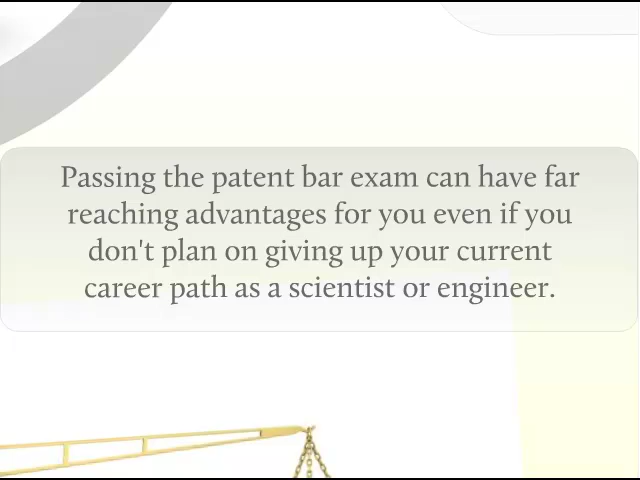 Passing the patent bar exam can have far
reaching advantages for you even if you
don't plan on giving up your current
career path as a scientist or engineer.